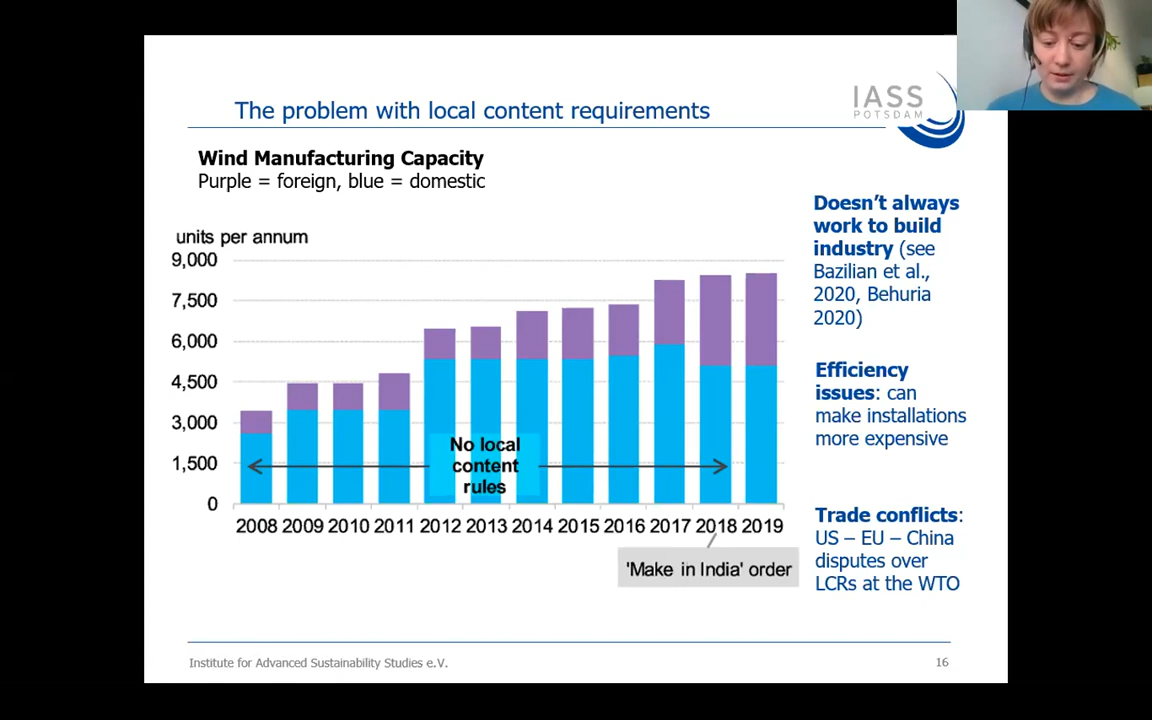 The problem with local content requirements
IASS
POTSDAM
Wind Manufacturing Capacity
Purple = foreign, blue = domestic
units per annum
9,000
7,500
6,000
4,500
3,000
1,500
0
No local
content
rules
2008 2009 2010 2011 2012 2013 2014 2015 2016 2017 2018 2019
'Make in India' order
Doesn't always
work to build
industry (see
Bazilian et al.,
2020, Behuria
2020)
Efficiency
issues: can
make installations
more expensive
Trade conflicts:
US – EU – China
disputes over
LCRs at the WTO
Institute for Advanced Sustainability Studies e.V.
16